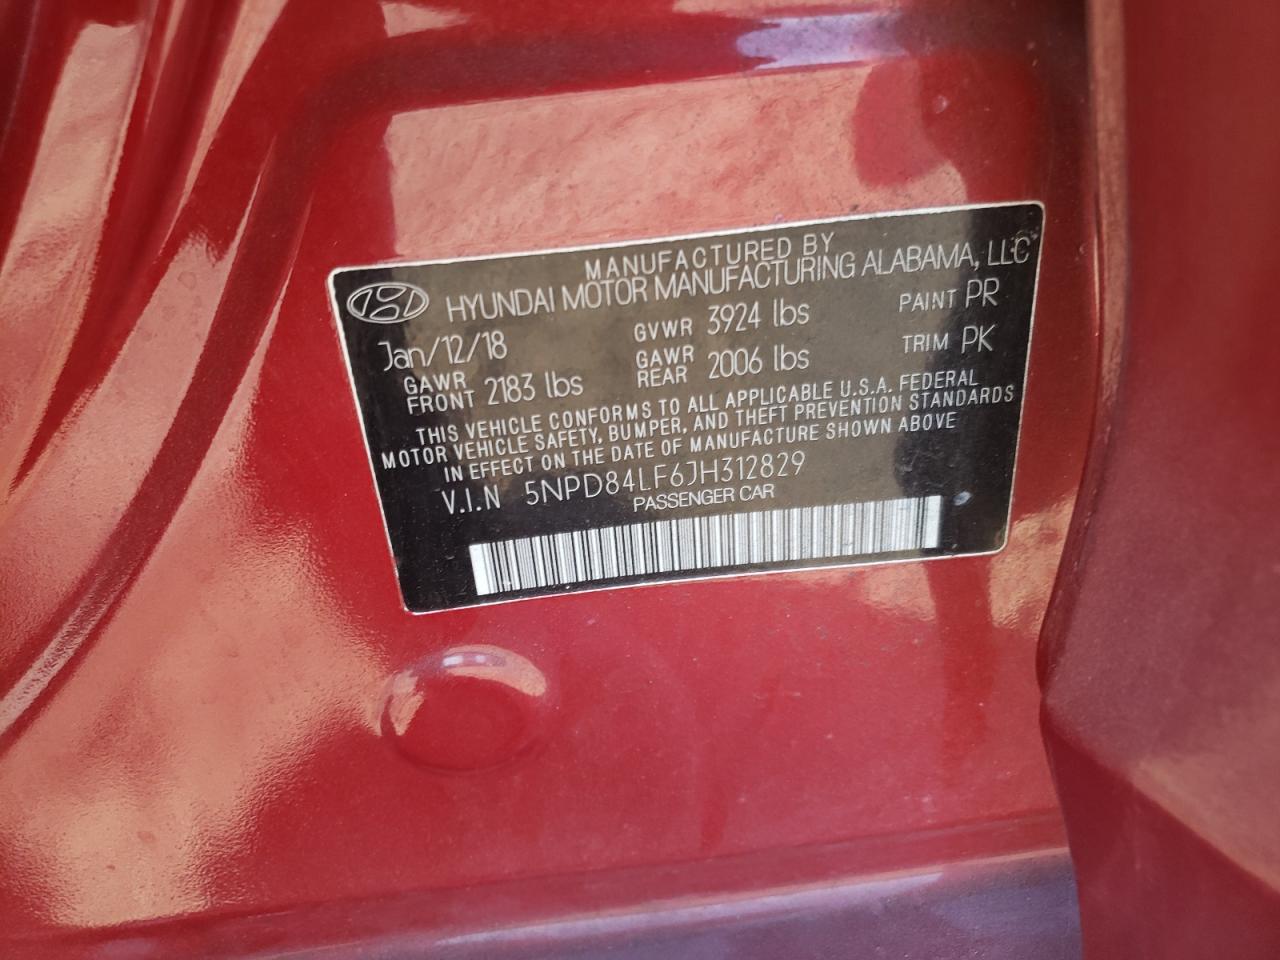 MANUFACTURED BY
HYUNDAI MOTOR MANUFACTURING ALABAMA, LLC
Jan/12/18 GVWR 3924 lbs PAINT PR
GAWR FRONT 2183 lbs GAWR REAR 2006 lbs TRIM PK
THIS VEHICLE CONFORMS TO ALL APPLICABLE U.S.A. FEDERAL
MOTOR VEHICLE SAFETY, BUMPER, AND THEFT PREVENTION STANDARDS
IN EFFECT ON THE DATE OF MANUFACTURE SHOWN ABOVE
V.I.N 5NPD84LF6JH312829
PASSENGER CAR